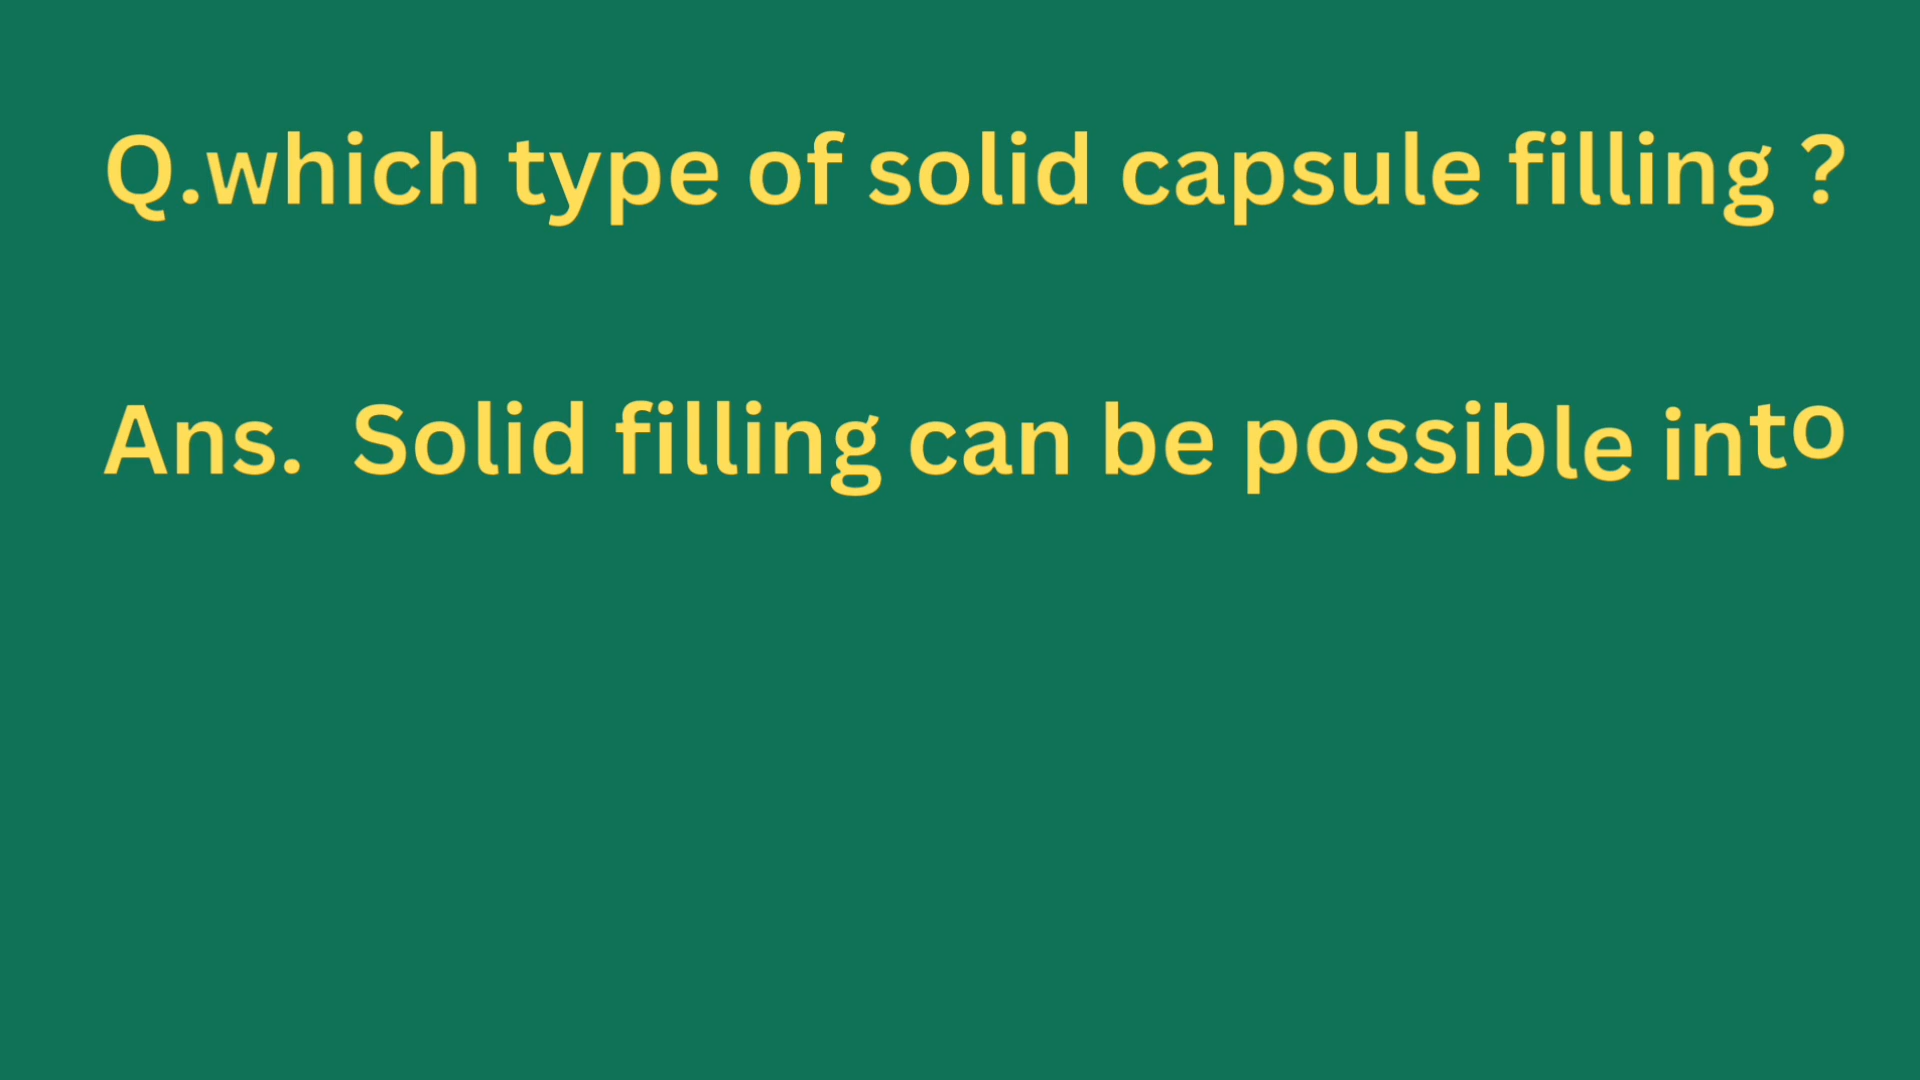 Q.which type of solid capsule filling ?
Ans.  Solid filling can be possible into